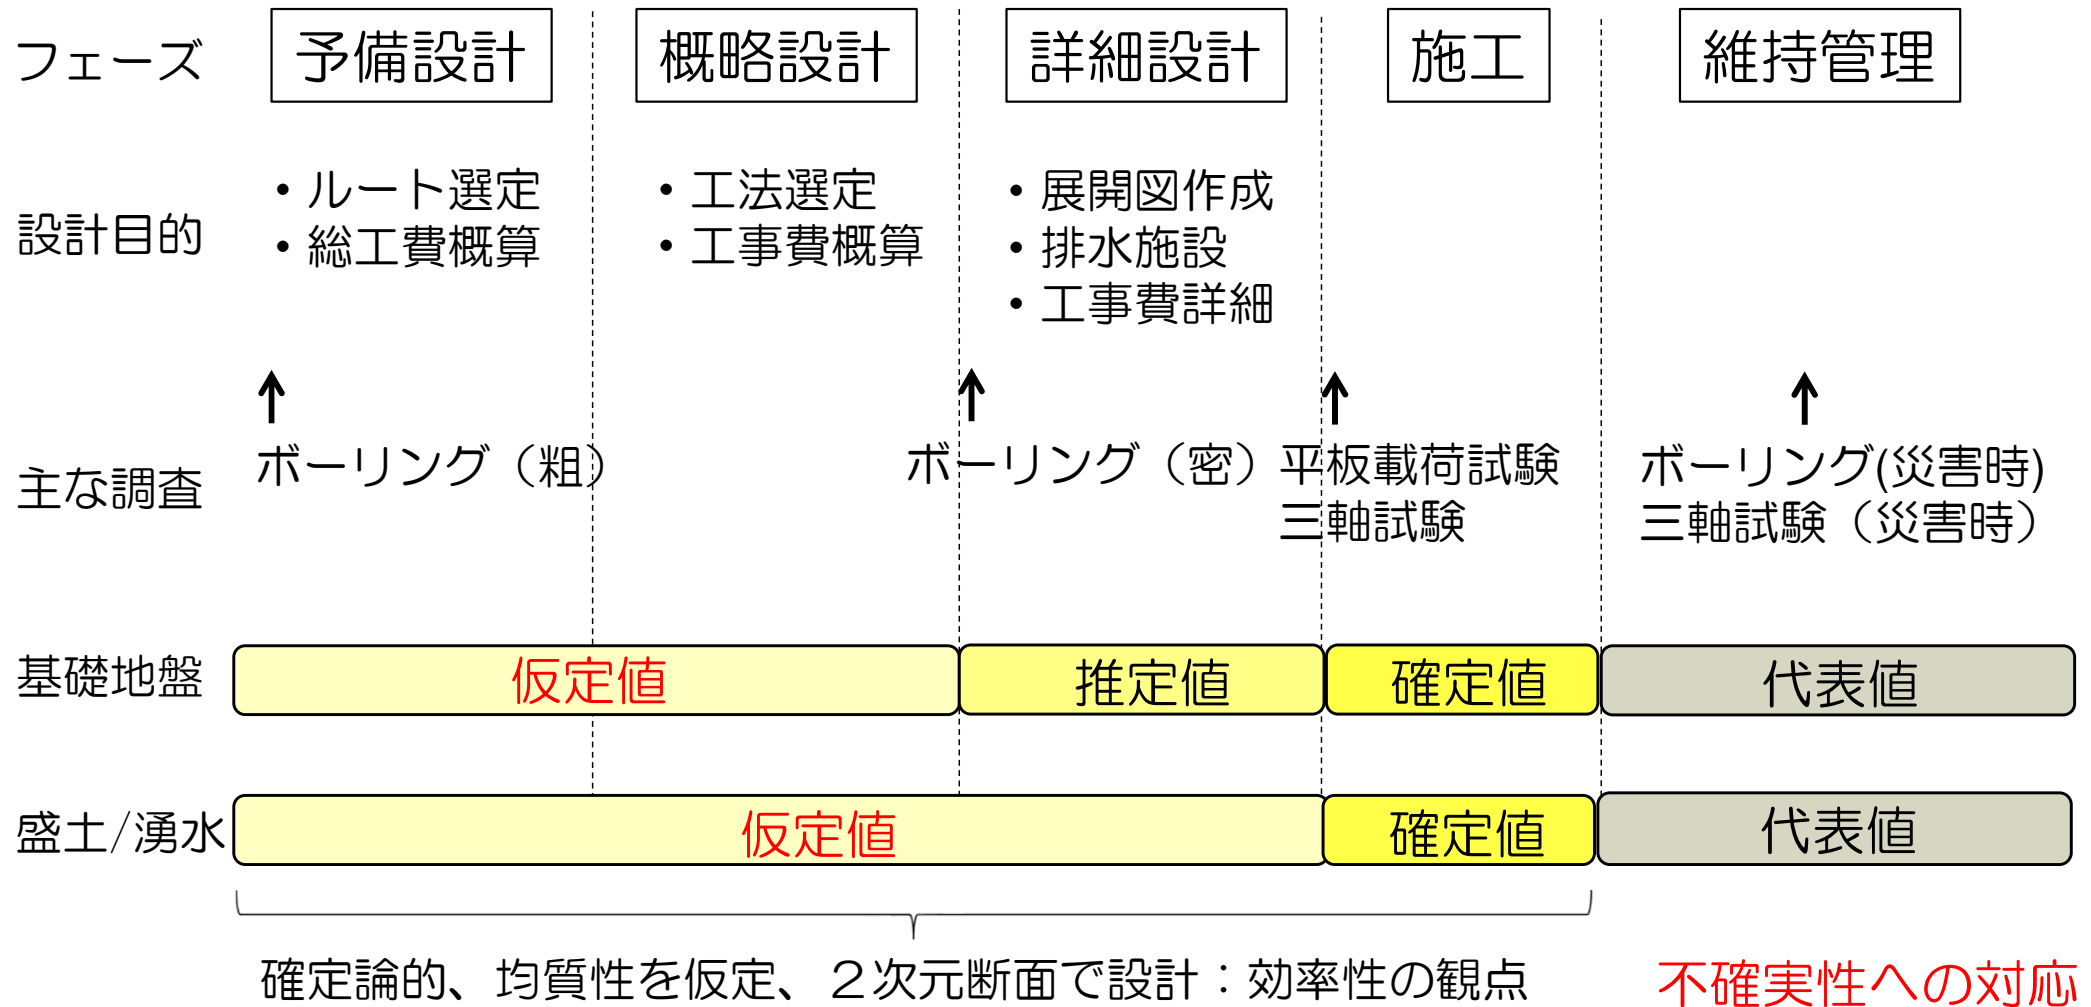 フェーズ 予備設計 概略設計 詳細設計 施工 維持管理
設計目的
・ルート選定
・総工費概算
・工法選定
・工事費概算
・展開図作成
・排水施設
・工事費詳細
主な調査
ボーリング（粗）
ボーリング（密）
平板載荷試験
三軸試験
ボーリング(災害時)
三軸試験（災害時）
基礎地盤 仮定値 推定値 確定値 代表値
盛土/湧水 仮定値 確定値 代表値
確定論的、均質性を仮定、２次元断面で設計：効率性の観点
不確実性への対応